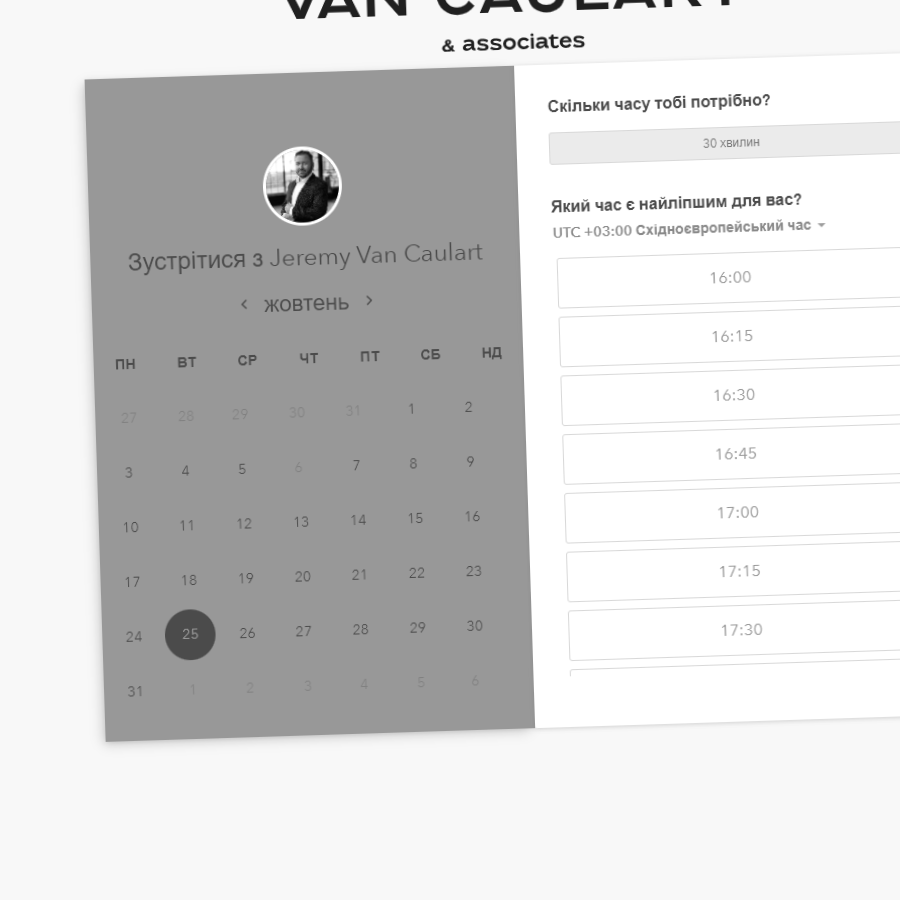 VAN CAULART
& associates
Зустрітися з Jeremy Van Caulart
жовтень
ПН ВТ СР ЧТ ПТ СБ НД
27 28 29 30 31 1 2
3 4 5 6 7 8 9
10 11 12 13 14 15 16
17 18 19 20 21 22 23
24 25 26 27 28 29 30
31 1 2 3 4 5 6
Скільки часу тобі потрібно?
30 хвилин
Який час є найліпшим для вас?
UTC +03:00 Східноєвропейський час
16:00
16:15
16:30
16:45
17:00
17:15
17:30